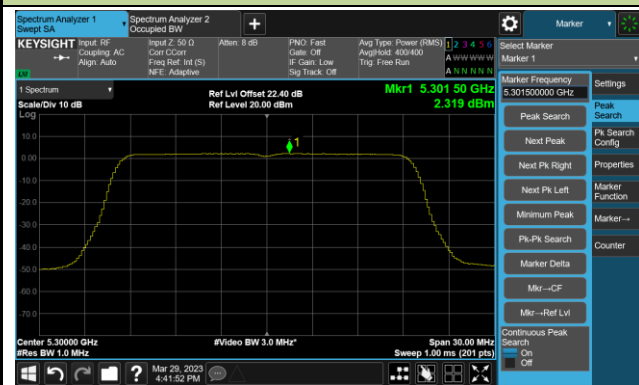 Spectrum Analyzer 1
Swept SA
Spectrum Analyzer 2
Occupied BW
+
Marker
KEYSIGHT
Input: RF
Coupling: AC
Align: Auto
Input Z: 50 Ω
Corr CCorr
Freq Ref: Int (S)
NFE: Adaptive
Atten: 8 dB
PNO: Fast
Gate: Off
IF Gain: Low
Sig Track: Off
Avg Type: Power (RMS)
Avg|Hold: 400/400
Trig: Free Run
1 2 3 4 5 6
A W W W W W
A N N N N N
Select Marker
Marker 1
1 Spectrum
Scale/Div 10 dB
Log
Ref Lvl Offset 22.40 dB
Ref Level 20.00 dBm
Mkr1 5.301 50 GHz
2.319 dBm
1
10.0
0.00
-10.0
-20.0
-30.0
-40.0
-50.0
-60.0
-70.0
Center 5.30000 GHz
#Res BW 1.0 MHz
#Video BW 3.0 MHz*
Span 30.00 MHz
Sweep 1.00 ms (201 pts)
Marker Frequency
5.301500000 GHz
Peak Search
Next Peak
Next Pk Right
Next Pk Left
Minimum Peak
Pk-Pk Search
Marker Delta
Mkr→CF
Mkr→Ref Lvl
Continuous Peak
Search
On
Off
Settings
Peak
Search
Pk Search
Config
Properties
Marker
Function
Marker→
Counter
?
Mar 29, 2023
4:41:52 PM